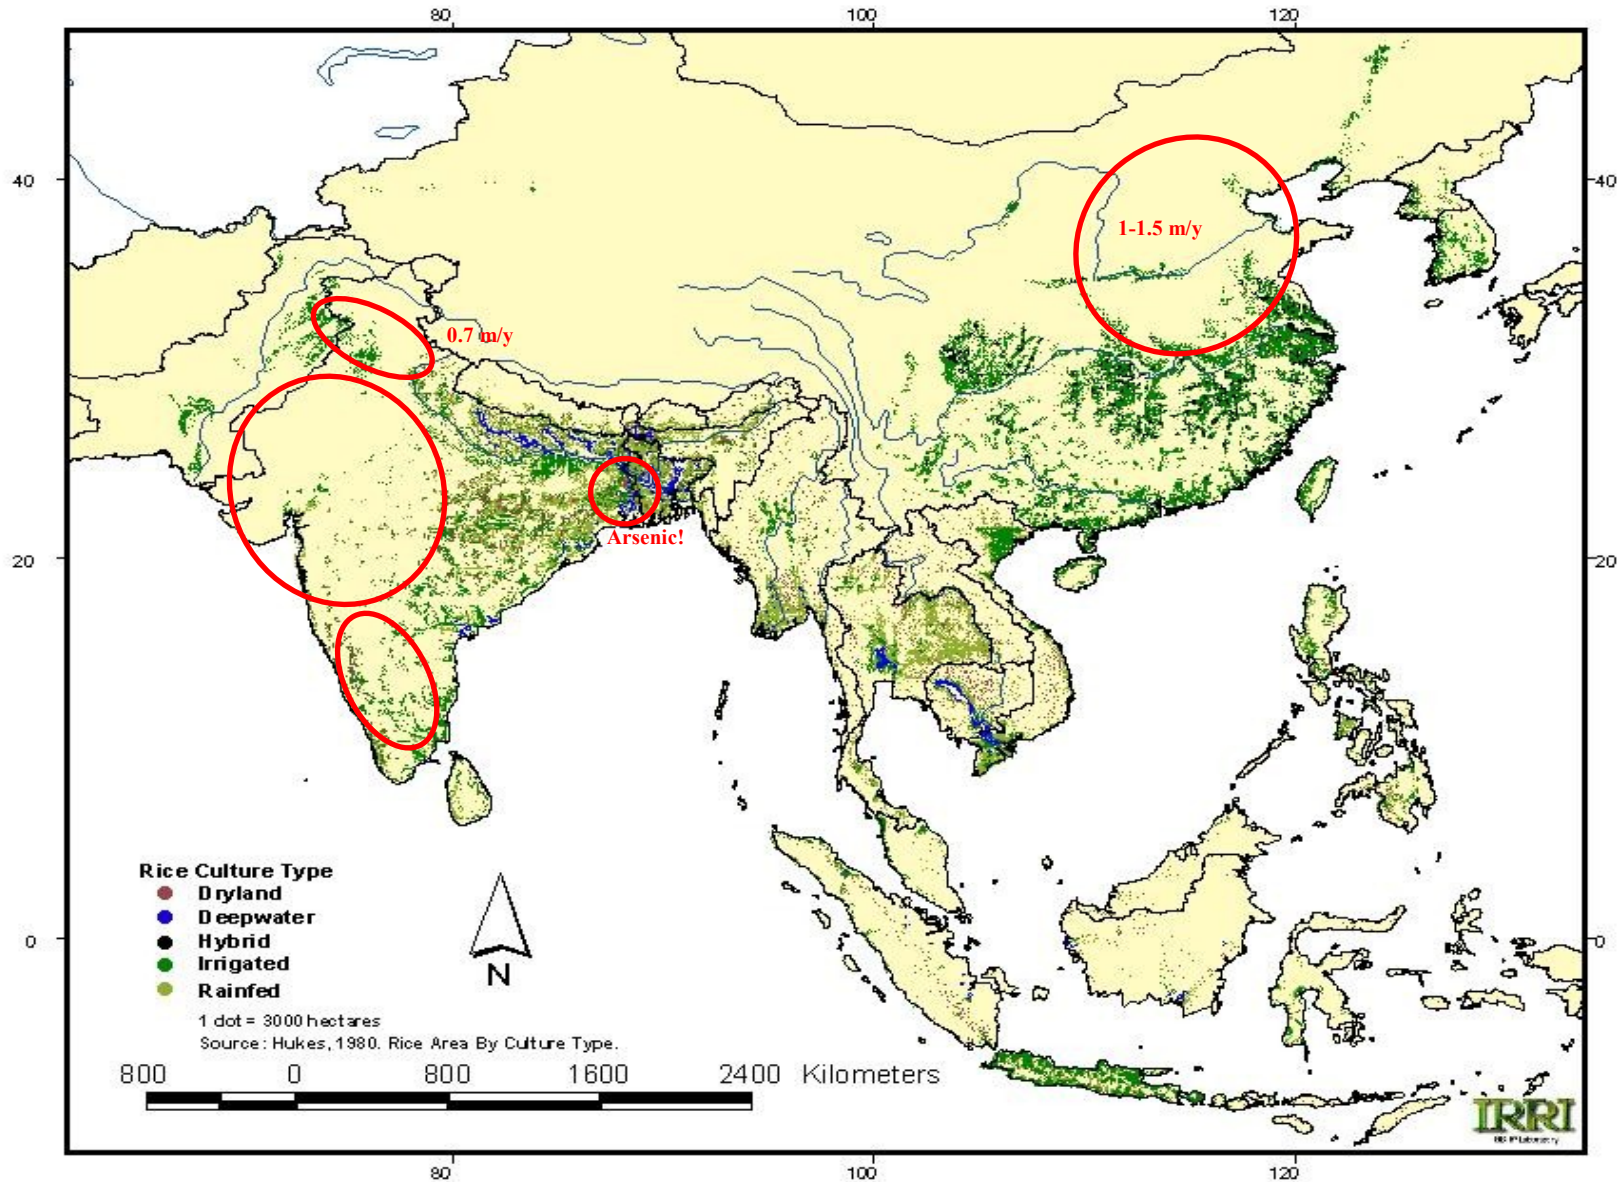 80 100 120
40 40
1-1.5 m/y
0.7 m/y
Arsenic!
20 20
Rice Culture Type
Dryland
Deepwater
Hybrid
Irrigated
Rainfed
1 dot = 3000 hectares
Source: Hukes, 1980. Rice Area By Culture Type.
N
0 0
800 0 800 1600 2400 Kilometers
IRRI
80 100 120